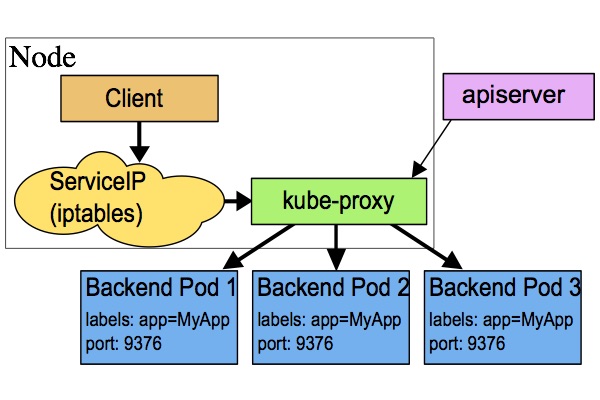 Node
Client
apiserver
ServiceIP
(iptables)
kube-proxy
Backend Pod 1
labels: app=MyApp
port: 9376
Backend Pod 2
labels: app=MyApp
port: 9376
Backend Pod 3
labels: app=MyApp
port: 9376